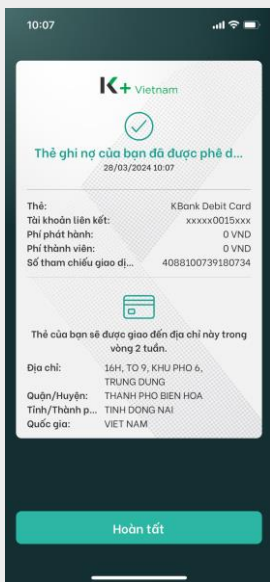 10:07
K+ Vietnam
Thẻ ghi nợ của bạn đã được phê d...
28/03/2024 10:07
Thẻ: KBank Debit Card
Tài khoản liên kết: xxxxx0015xxx
Phí phát hành: 0 VND
Phí thành viên: 0 VND
Số tham chiếu giao dị... 4088100739180734
Thẻ của bạn sẽ được giao đến địa chỉ này trong
vòng 2 tuần.
Địa chỉ: 16H, TO 9, KHU PHO 6,
TRUNG DUNG
Quận/Huyện: THANH PHO BIEN HOA
Tỉnh/Thành p... TINH DONG NAI
Quốc gia: VIET NAM
Hoàn tất